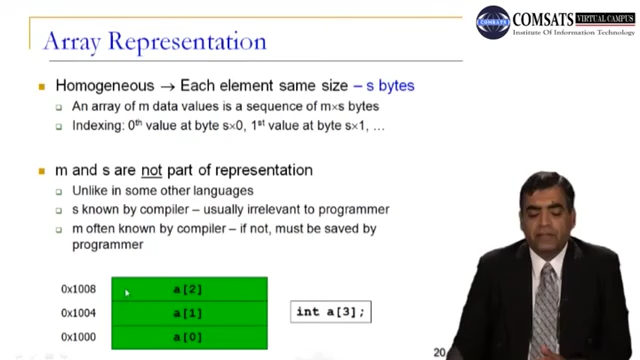 COMSATS
VIRTUAL CAMPUS
Institute Of Information Technology
Array Representation
Homogeneous → Each element same size – s bytes
An array of m data values is a sequence of m×s bytes
Indexing: 0th value at byte s×0, 1st value at byte s×1, …
m and s are not part of representation
Unlike in some other languages
s known by compiler – usually irrelevant to programmer
m often known by compiler – if not, must be saved by
programmer
0x1008 a[2]
0x1004 a[1] int a[3];
0x1000 a[0]
20